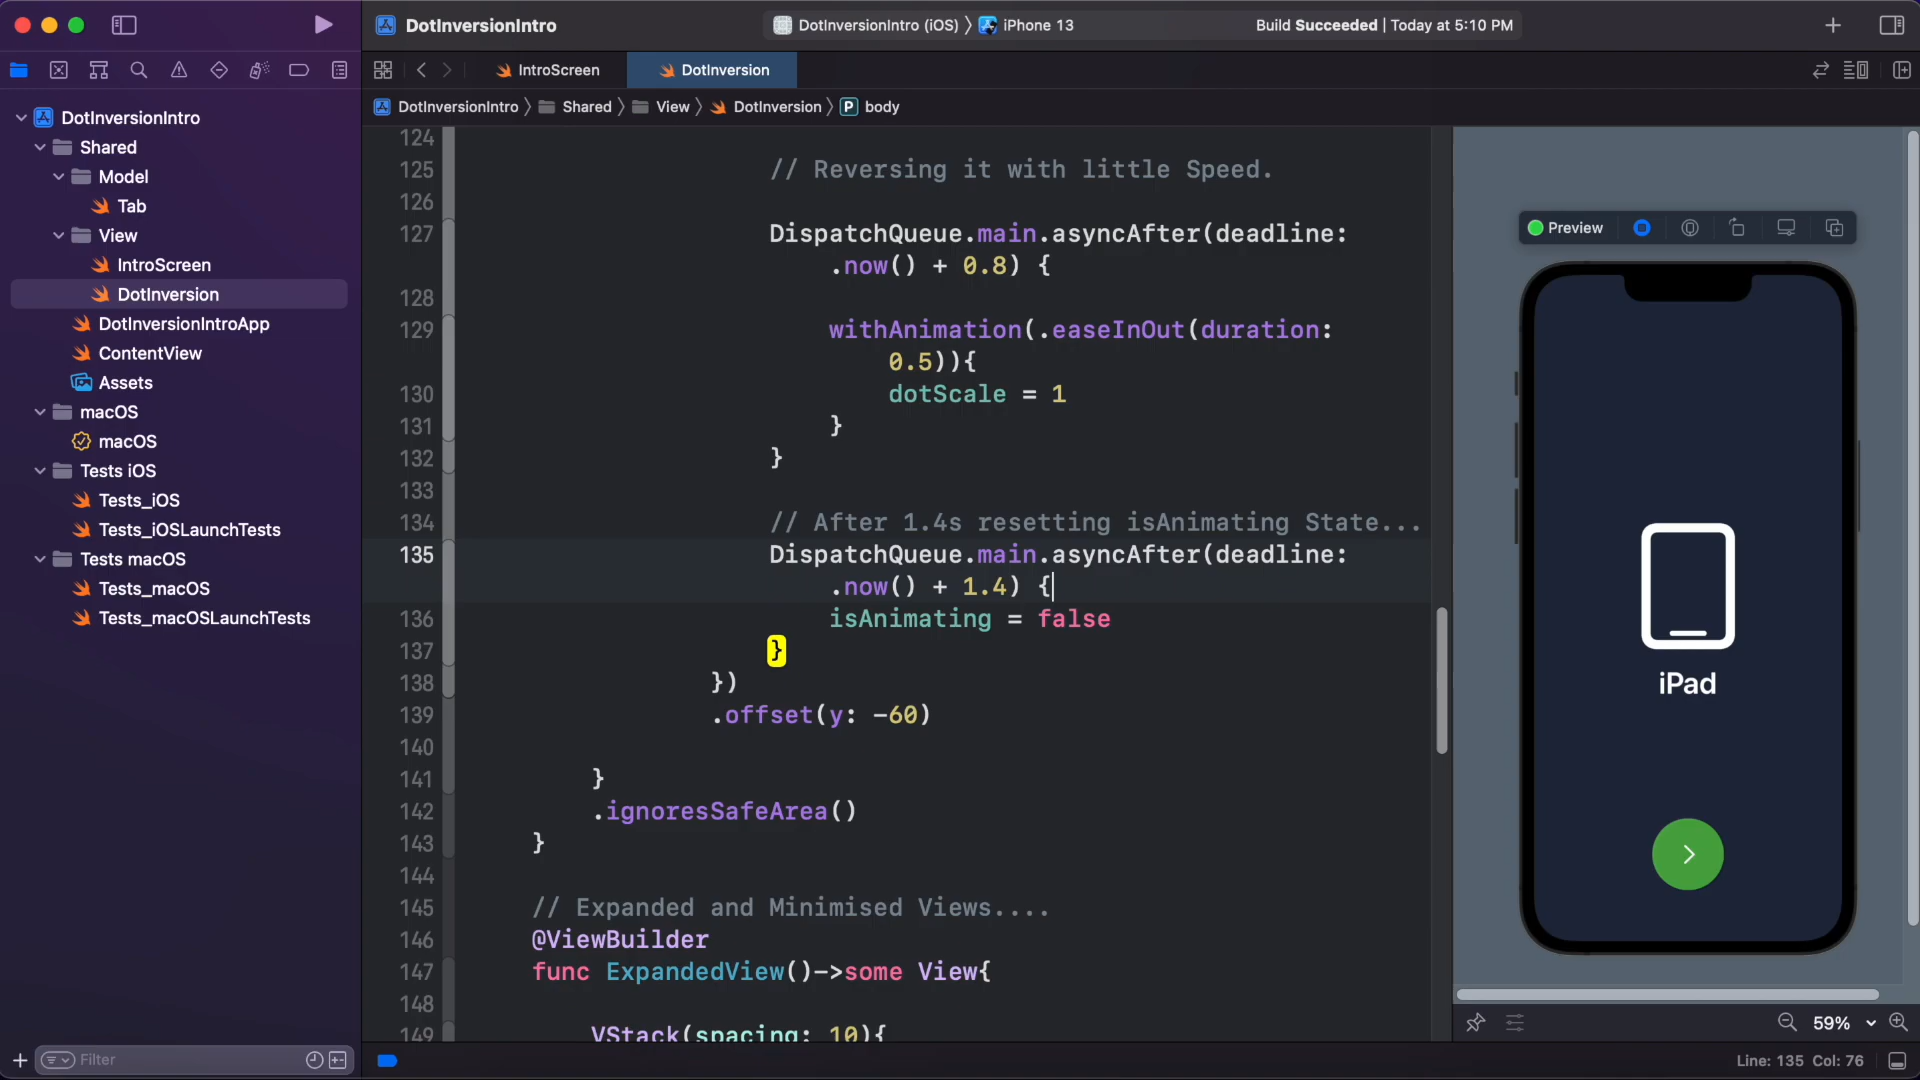 DotInversionIntro
DotInversionIntro (iOS) 〉 iPhone 13
Build Succeeded | Today at 5:10 PM
IntroScreen
DotInversion
DotInversionIntro 〉 Shared 〉 View 〉 DotInversion 〉 P body
DotInversionIntro
Shared
Model
Tab
View
IntroScreen
DotInversion
DotInversionIntroApp
ContentView
Assets
macOS
macOS
Tests iOS
Tests_iOS
Tests_iOSLaunchTests
Tests macOS
Tests_macOS
Tests_macOSLaunchTests
Filter
124
125 // Reversing it with little Speed.
126
127 DispatchQueue.main.asyncAfter(deadline:
.now() + 0.8) {
128
129 withAnimation(.easeInOut(duration:
0.5)){
130 dotScale = 1
131 }
132 }
133
134 // After 1.4s resetting isAnimating State...
135 DispatchQueue.main.asyncAfter(deadline:
.now() + 1.4) {
136 isAnimating = false
137 }
138 })
139 .offset(y: -60)
140
141 }
142 .ignoresSafeArea()
143 }
144
145 // Expanded and Minimised Views....
146 @ViewBuilder
147 func ExpandedView()->some View{
148
149 VStack(spacing: 10){
Preview
iPad
59%
Line: 135 Col: 76